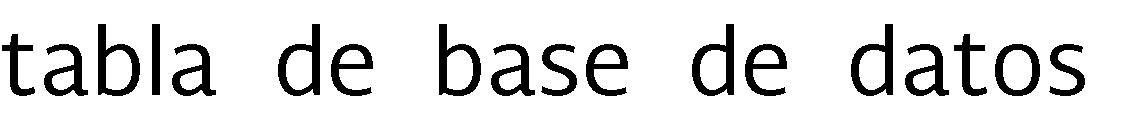 tabla de base de datos